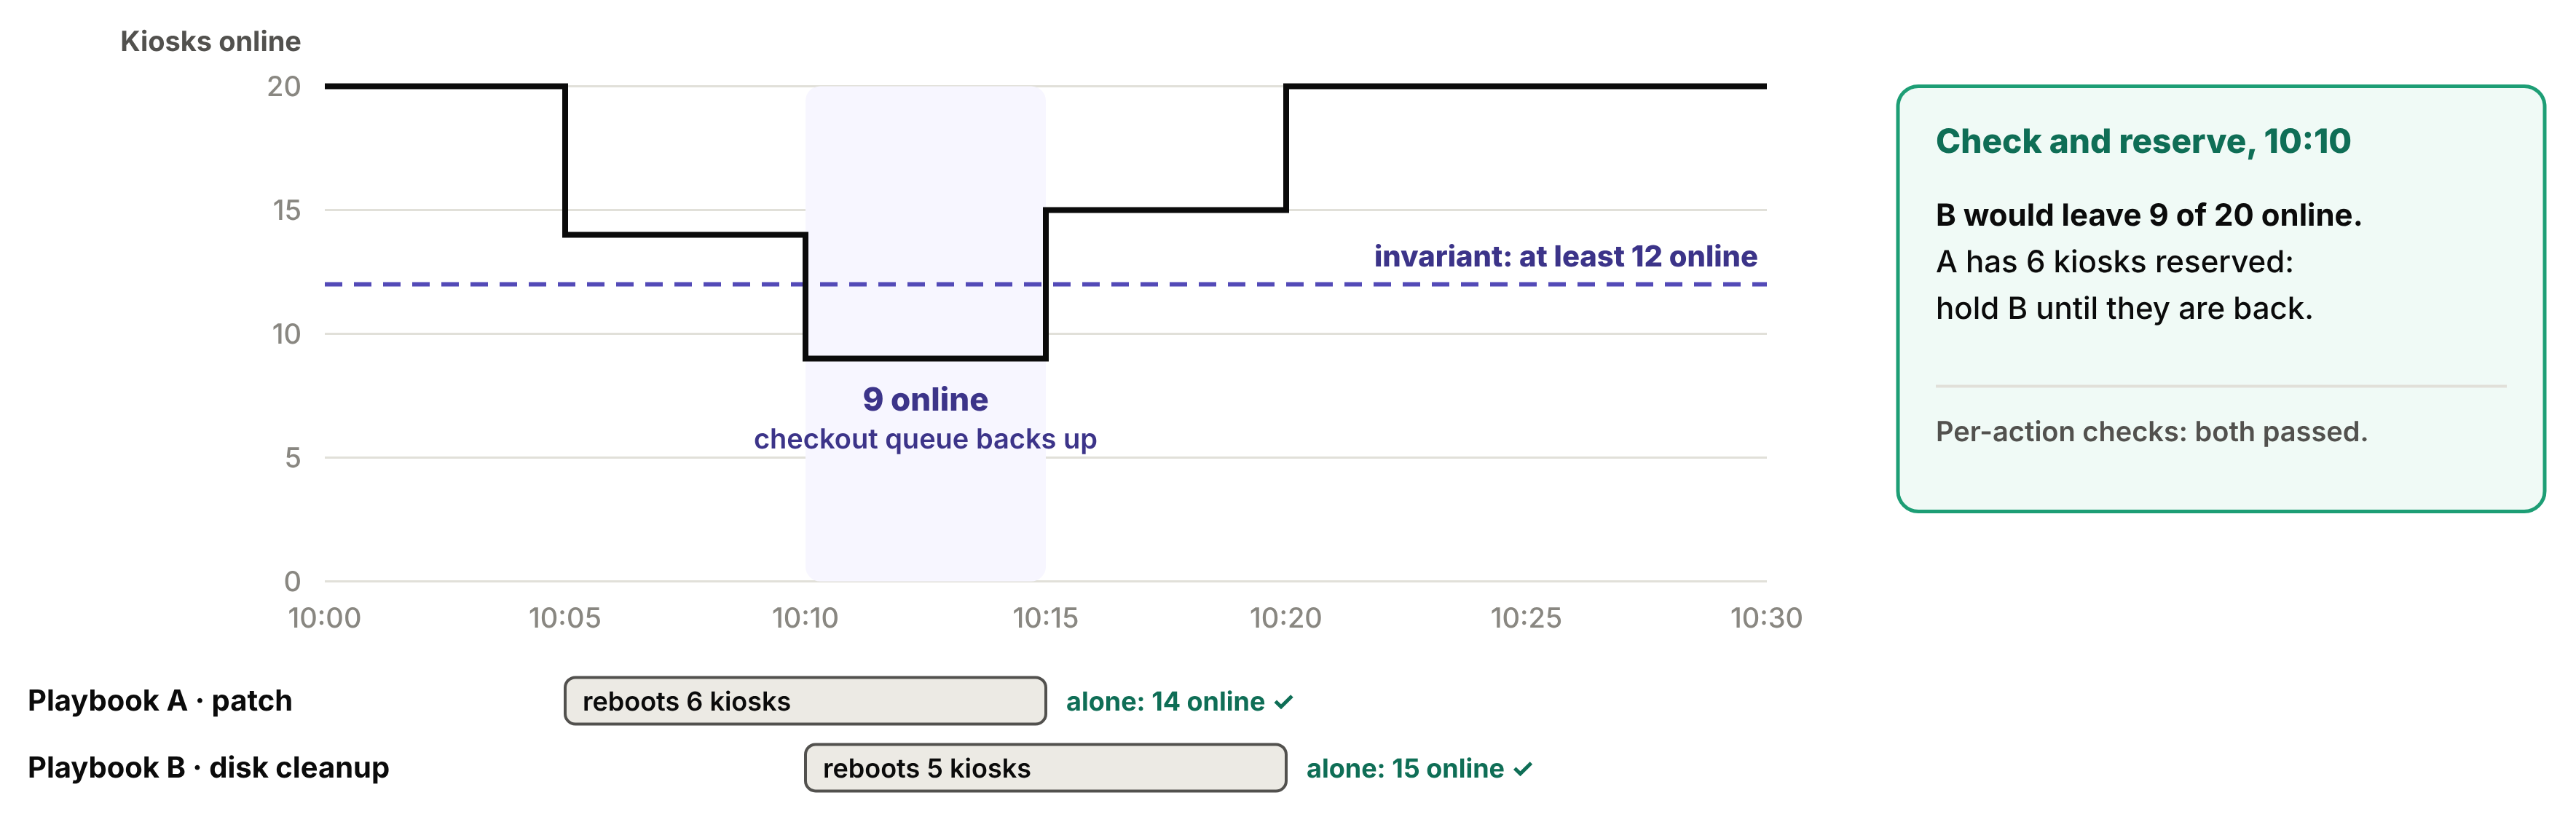 Kiosks online
20
15
10
5
0
invariant: at least 12 online
9 online
checkout queue backs up
10:00 10:05 10:10 10:15 10:20 10:25 10:30
Playbook A · patch
reboots 6 kiosks
alone: 14 online ✓
Playbook B · disk cleanup
reboots 5 kiosks
alone: 15 online ✓
Check and reserve, 10:10
B would leave 9 of 20 online.
A has 6 kiosks reserved:
hold B until they are back.
Per-action checks: both passed.